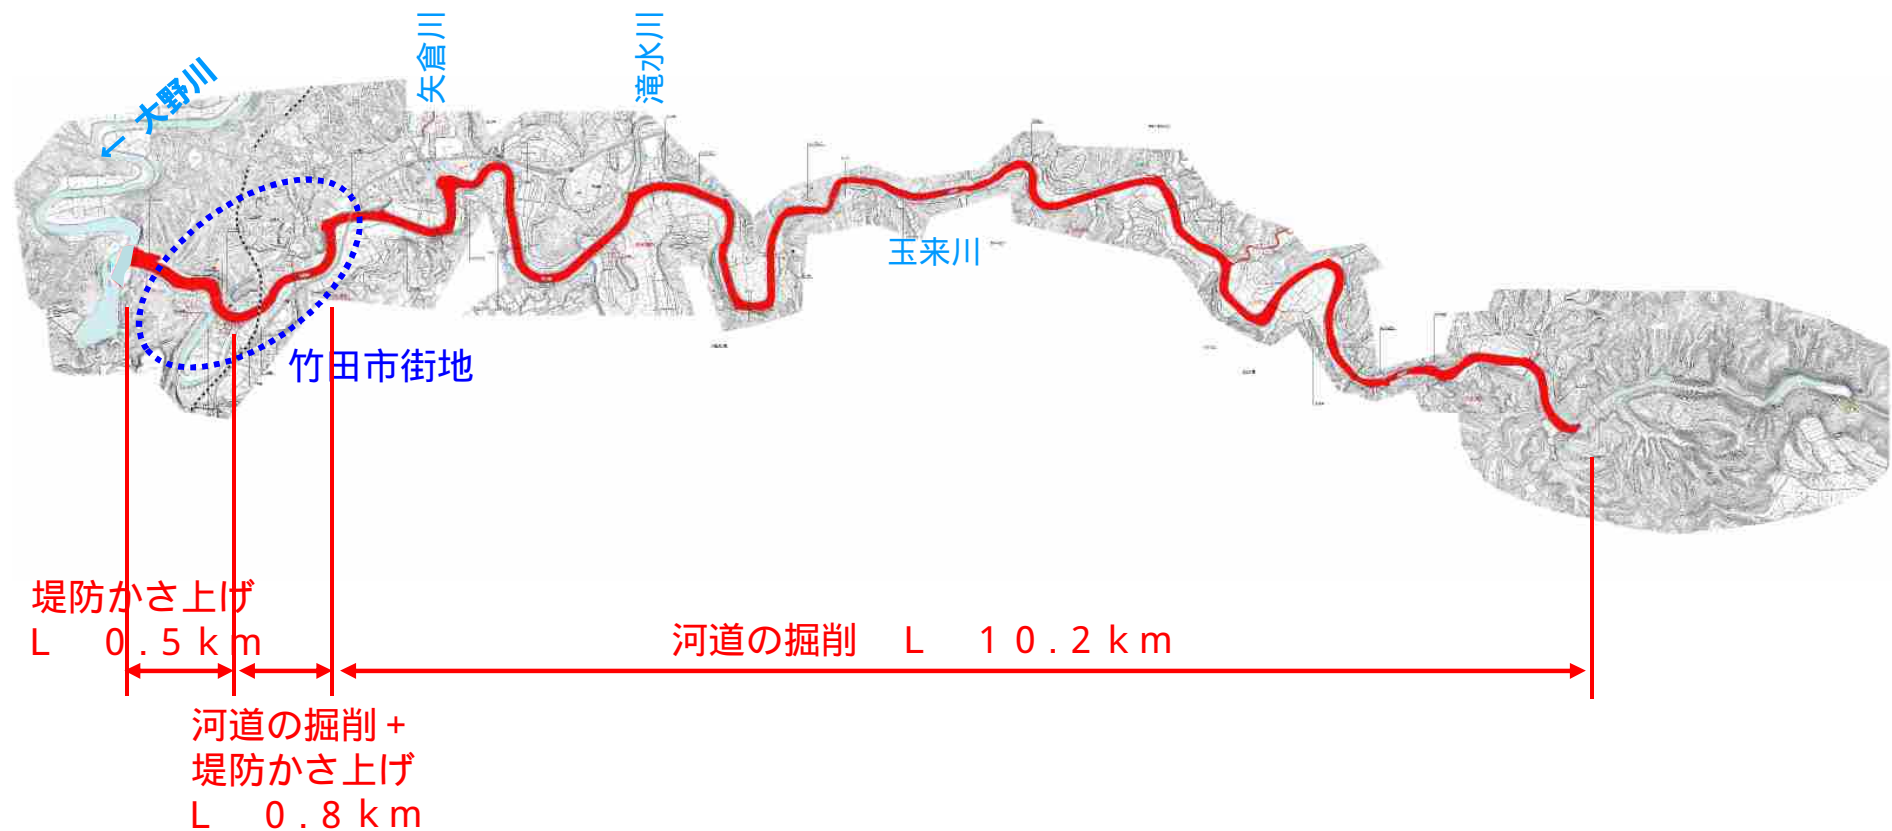 矢倉川
滝水川
← 大野川
玉来川
竹田市街地
堤防かさ上げ
L 0.5km
河道の掘削 L 10.2km
河道の掘削+
堤防かさ上げ
L 0.8km